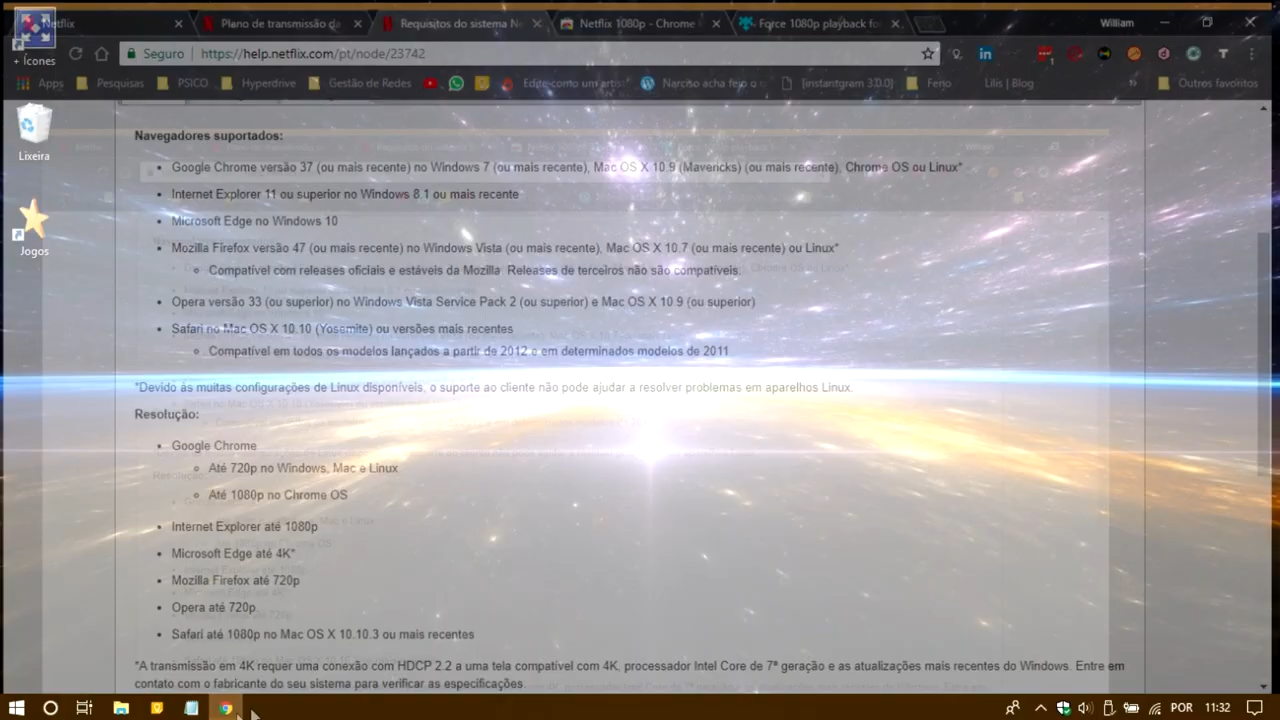 Netflix
Plano de transmissão da
Requisitos do sistema Ne
Netflix 1080p - Chrome
Force 1080p playback fo
William
+ Ícones
Seguro
https://help.netflix.com/pt/node/23742
Apps
Pesquisas
PSICO
Hyperdrive
Gestão de Redes
Edite como um artist
Narciso acha feio o q
[instantgram 3.0.0]
Ferio
Lilis | Blog
»
Outros favoritos
Lixeira
Jogos
Navegadores suportados:
Google Chrome versão 37 (ou mais recente) no Windows 7 (ou mais recente), Mac OS X 10.9 (Mavericks) (ou mais recente), Chrome OS ou Linux*
Internet Explorer 11 ou superior no Windows 8.1 ou mais recente
Microsoft Edge no Windows 10
Mozilla Firefox versão 47 (ou mais recente) no Windows Vista (ou mais recente), Mac OS X 10.7 (ou mais recente) ou Linux*
Compatível com releases oficiais e estáveis da Mozilla Releases de terceiros não são compatíveis.
Opera versão 33 (ou superior) no Windows Vista Service Pack 2 (ou superior) e Mac OS X 10.9 (ou superior)
Safari no Mac OS X 10.10 (Yosemite) ou versões mais recentes
Compatível em todos os modelos lançados a partir de 2012 e em determinados modelos de 2011
*Devido às muitas configurações de Linux disponíveis, o suporte ao cliente não pode ajudar a resolver problemas em aparelhos Linux.
Resolução:
Google Chrome
Até 720p no Windows, Mac e Linux
Até 1080p no Chrome OS
Internet Explorer até 1080p
Microsoft Edge até 4K*
Mozilla Firefox até 720p
Opera até 720p
Safari até 1080p no Mac OS X 10.10.3 ou mais recentes
*A transmissão em 4K requer uma conexão com HDCP 2.2 a uma tela compatível com 4K, processador Intel Core de 7ª geração e as atualizações mais recentes do Windows. Entre em
contato com o fabricante do seu sistema para verificar as especificações.
POR
11:32